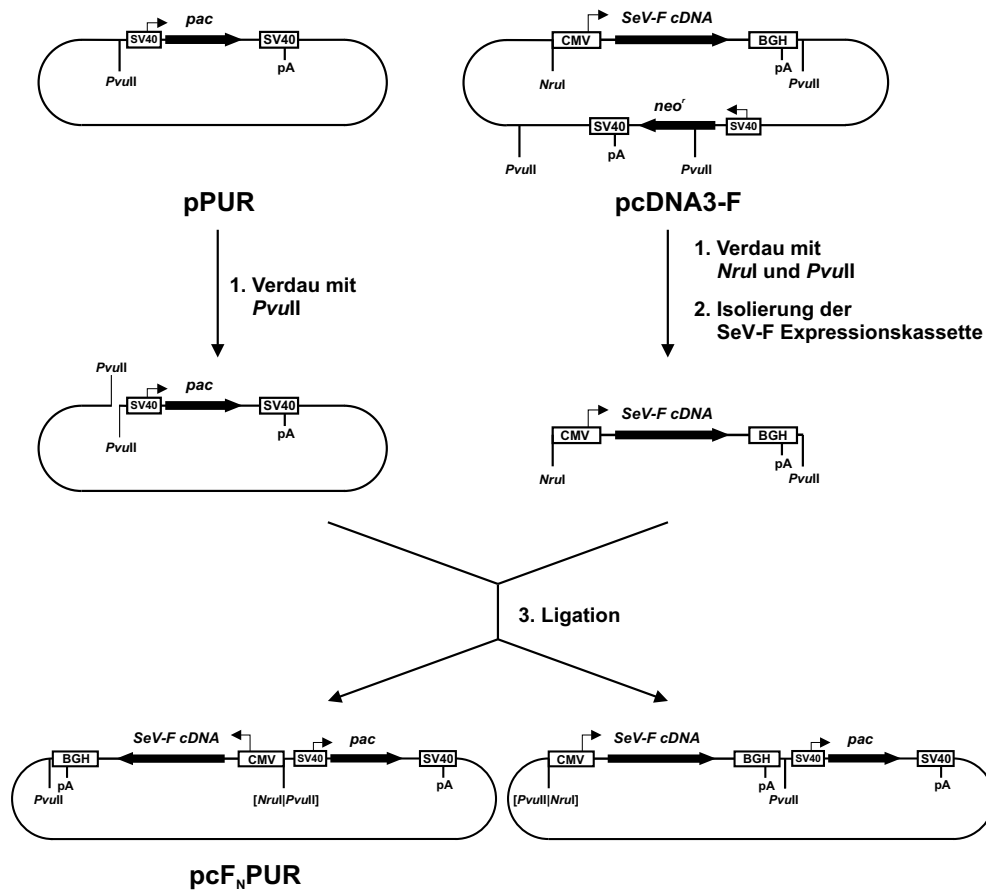 pac
SV40
SV40
pA
PvuII
pPUR
SeV-F cDNA
CMV
BGH
pA
NruI
PvuII
neoʳ
SV40
SV40
pA
PvuII
PvuII
pcDNA3-F
1. Verdau mit
PvuII
1. Verdau mit
NruI und PvuII
2. Isolierung der
SeV-F Expressionskassette
PvuII
pac
SV40
SV40
pA
PvuII
SeV-F cDNA
CMV
BGH
pA
NruI
PvuII
3. Ligation
SeV-F cDNA
pac
BGH
CMV
SV40
SV40
pA
pA
PvuII
[NruI|PvuII]
pcF_NPUR
SeV-F cDNA
pac
CMV
BGH
SV40
SV40
pA
pA
[PvuII|NruI]
PvuII